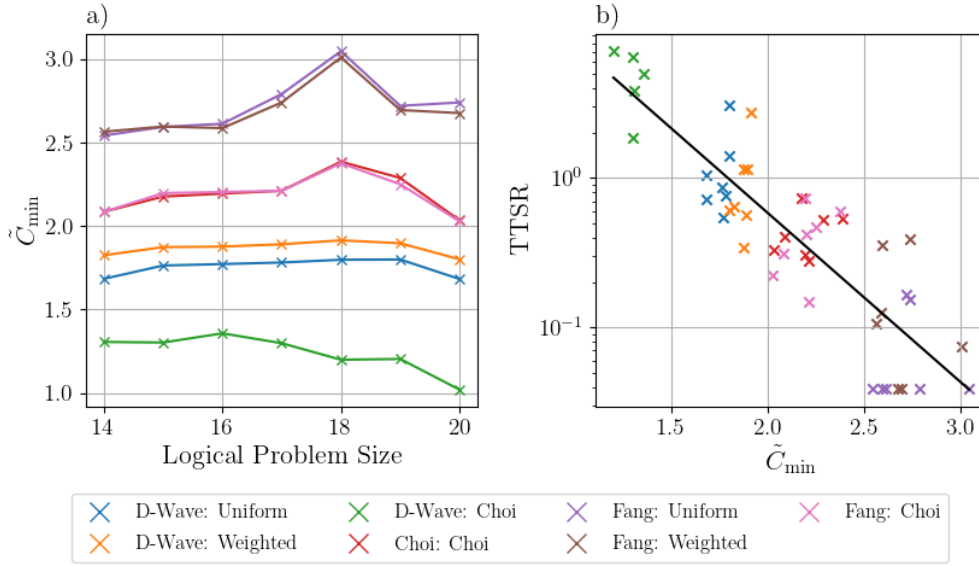 a)
3.0
2.5
2.0
1.5
1.0
C̃min
14
16
18
20
Logical Problem Size
b)
10⁰
10⁻¹
TTSR
1.5
2.0
2.5
3.0
C̃min
D-Wave: Uniform
D-Wave: Choi
Fang: Uniform
Fang: Choi
D-Wave: Weighted
Choi: Choi
Fang: Weighted